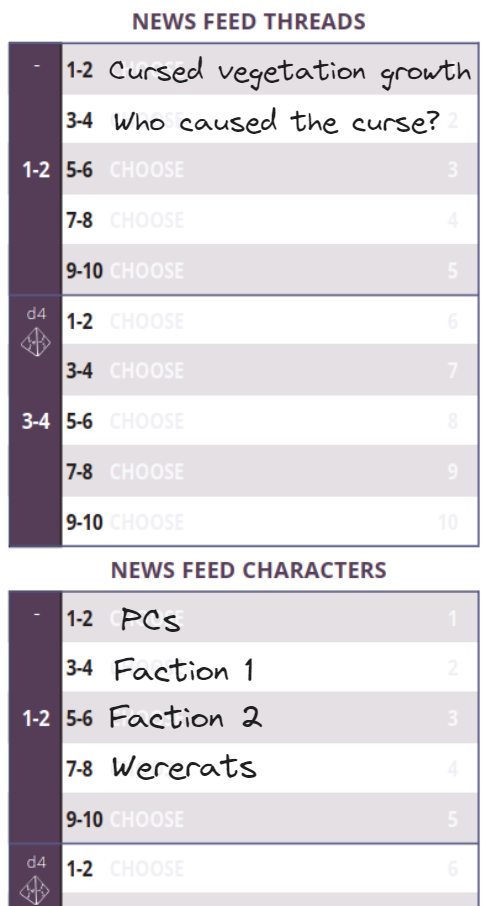 NEWS FEED THREADS
- 1-2 Cursed vegetation growth
3-4 Who caused the curse? 2
1-2 5-6 CHOOSE 3
7-8 CHOOSE 4
9-10 CHOOSE 5
d4 1-2 CHOOSE 6
3-4 CHOOSE 7
3-4 5-6 CHOOSE 8
7-8 CHOOSE 9
9-10 CHOOSE 10
NEWS FEED CHARACTERS
- 1-2 PCs 1
3-4 Faction 1 2
1-2 5-6 Faction 2 3
7-8 Wererats 4
9-10 CHOOSE 5
d4 1-2 CHOOSE 6